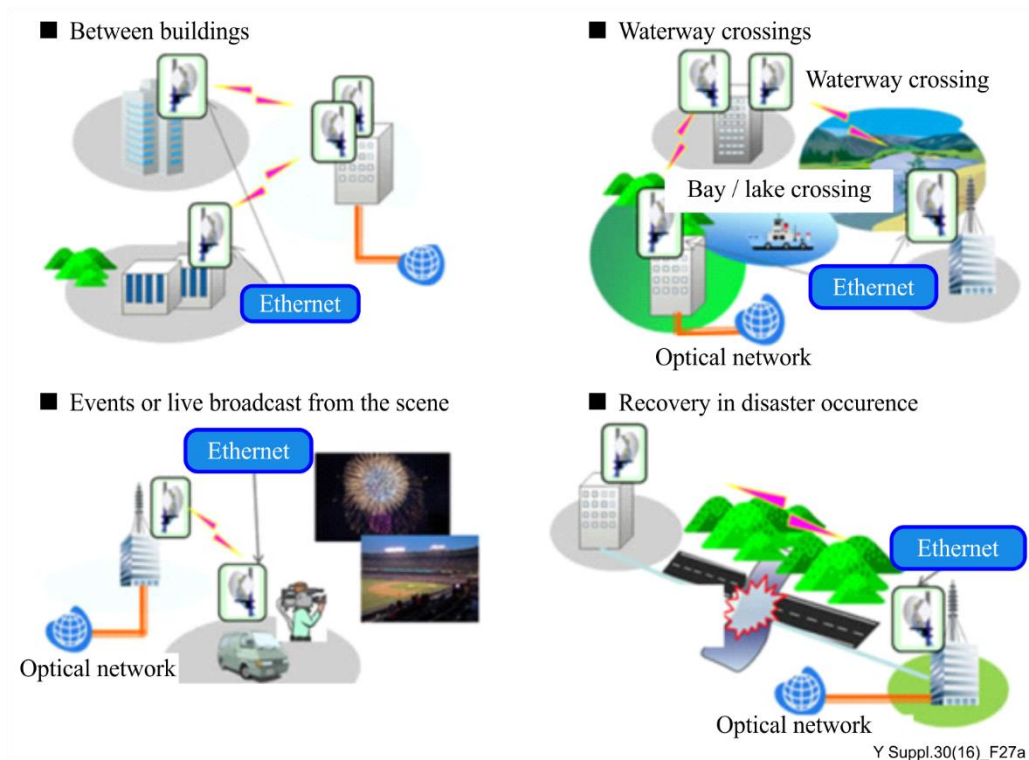 ■ Between buildings
Ethernet
■ Waterway crossings
Waterway crossing
Bay / lake crossing
Ethernet
Optical network
■ Events or live broadcast from the scene
Ethernet
Optical network
■ Recovery in disaster occurence
Ethernet
Optical network
Y Suppl.30(16)_F27a